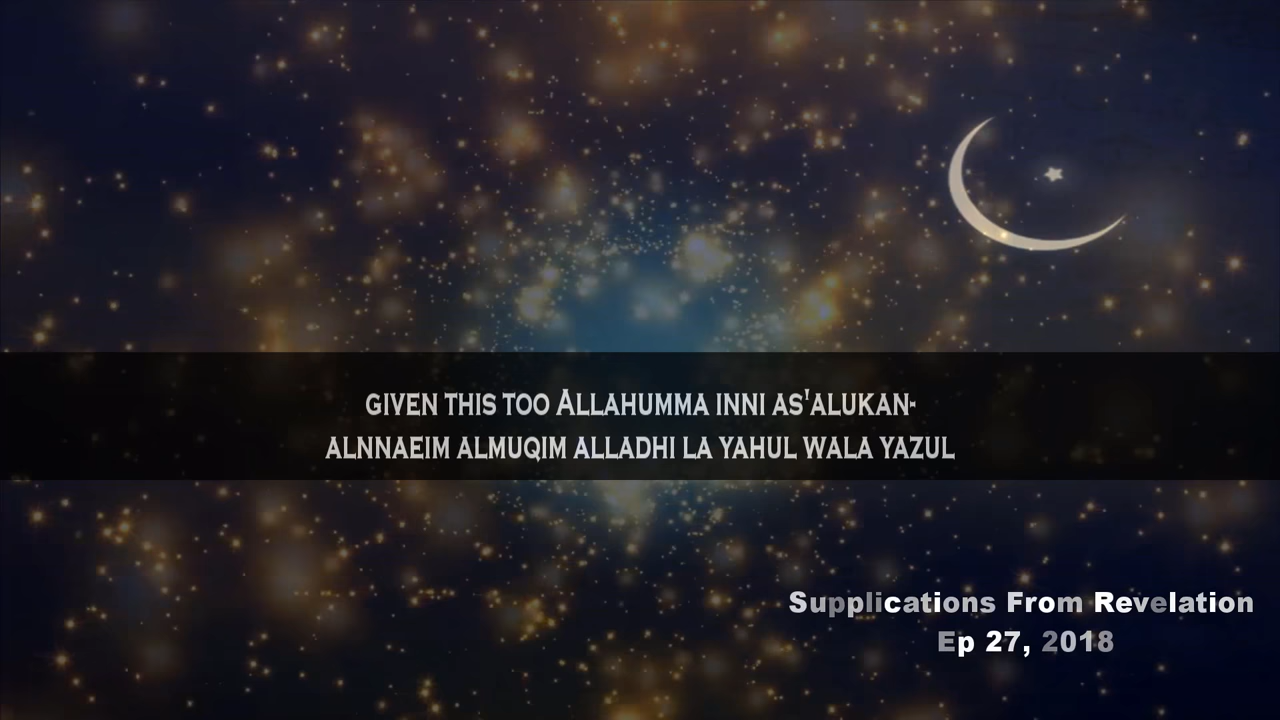 GIVEN THIS TOO ALLAHUMMA INNI AS'ALUKAN-
ALNNAEIM ALMUQIM ALLADHI LA YAHUL WALA YAZUL
Supplications From Revelation
Ep 27, 2018